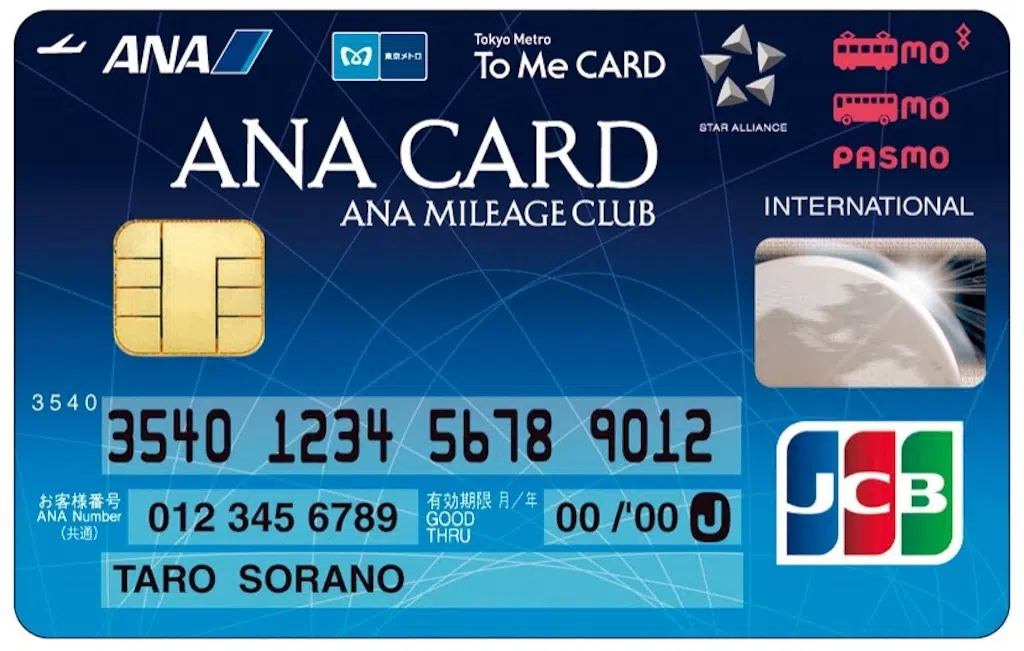 ANA
東京メトロ
Tokyo Metro
To Me CARD
STAR ALLIANCE
MO
MO
PASMO
ANA CARD
ANA MILEAGE CLUB
INTERNATIONAL
3540
3540 1234 5678 9012
お客様番号
ANA Number
(共通)
012 345 6789
有効期限 月/年
GOOD
THRU
00 /'00 J
TARO SORANO
JCB